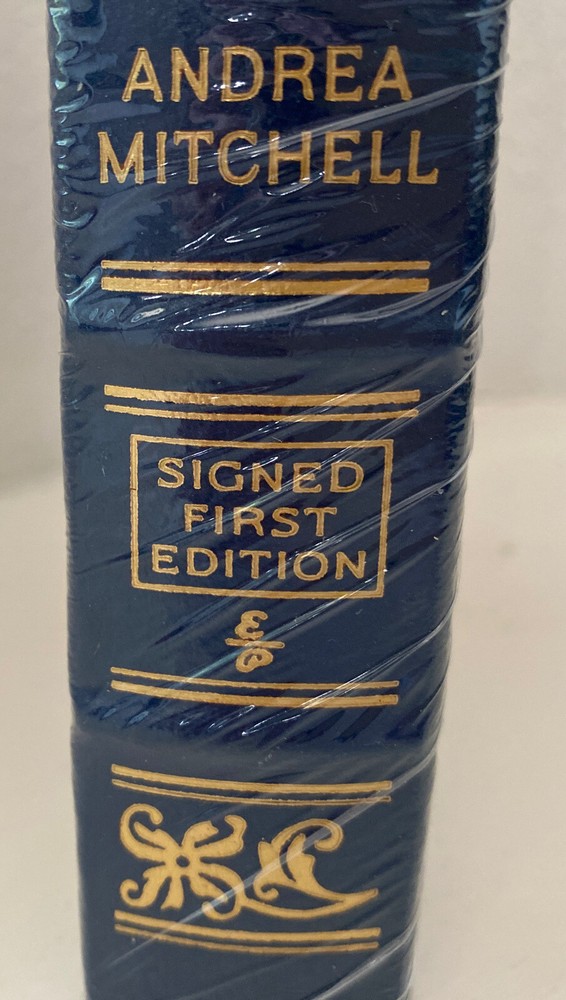 ANDREA
MITCHELL
SIGNED
FIRST
EDITION